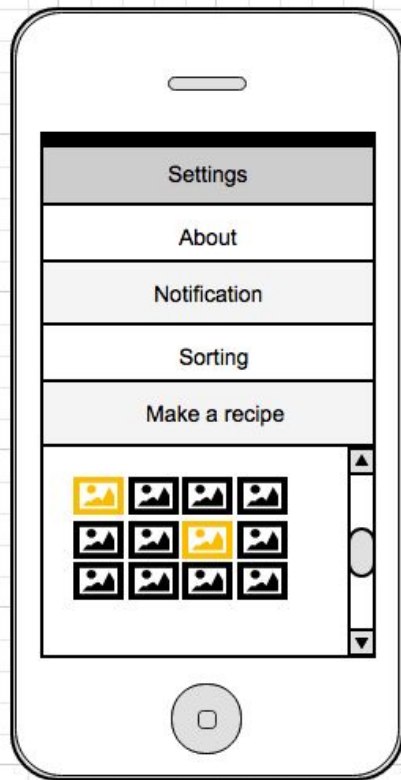 Settings
About
Notification
Sorting
Make a recipe